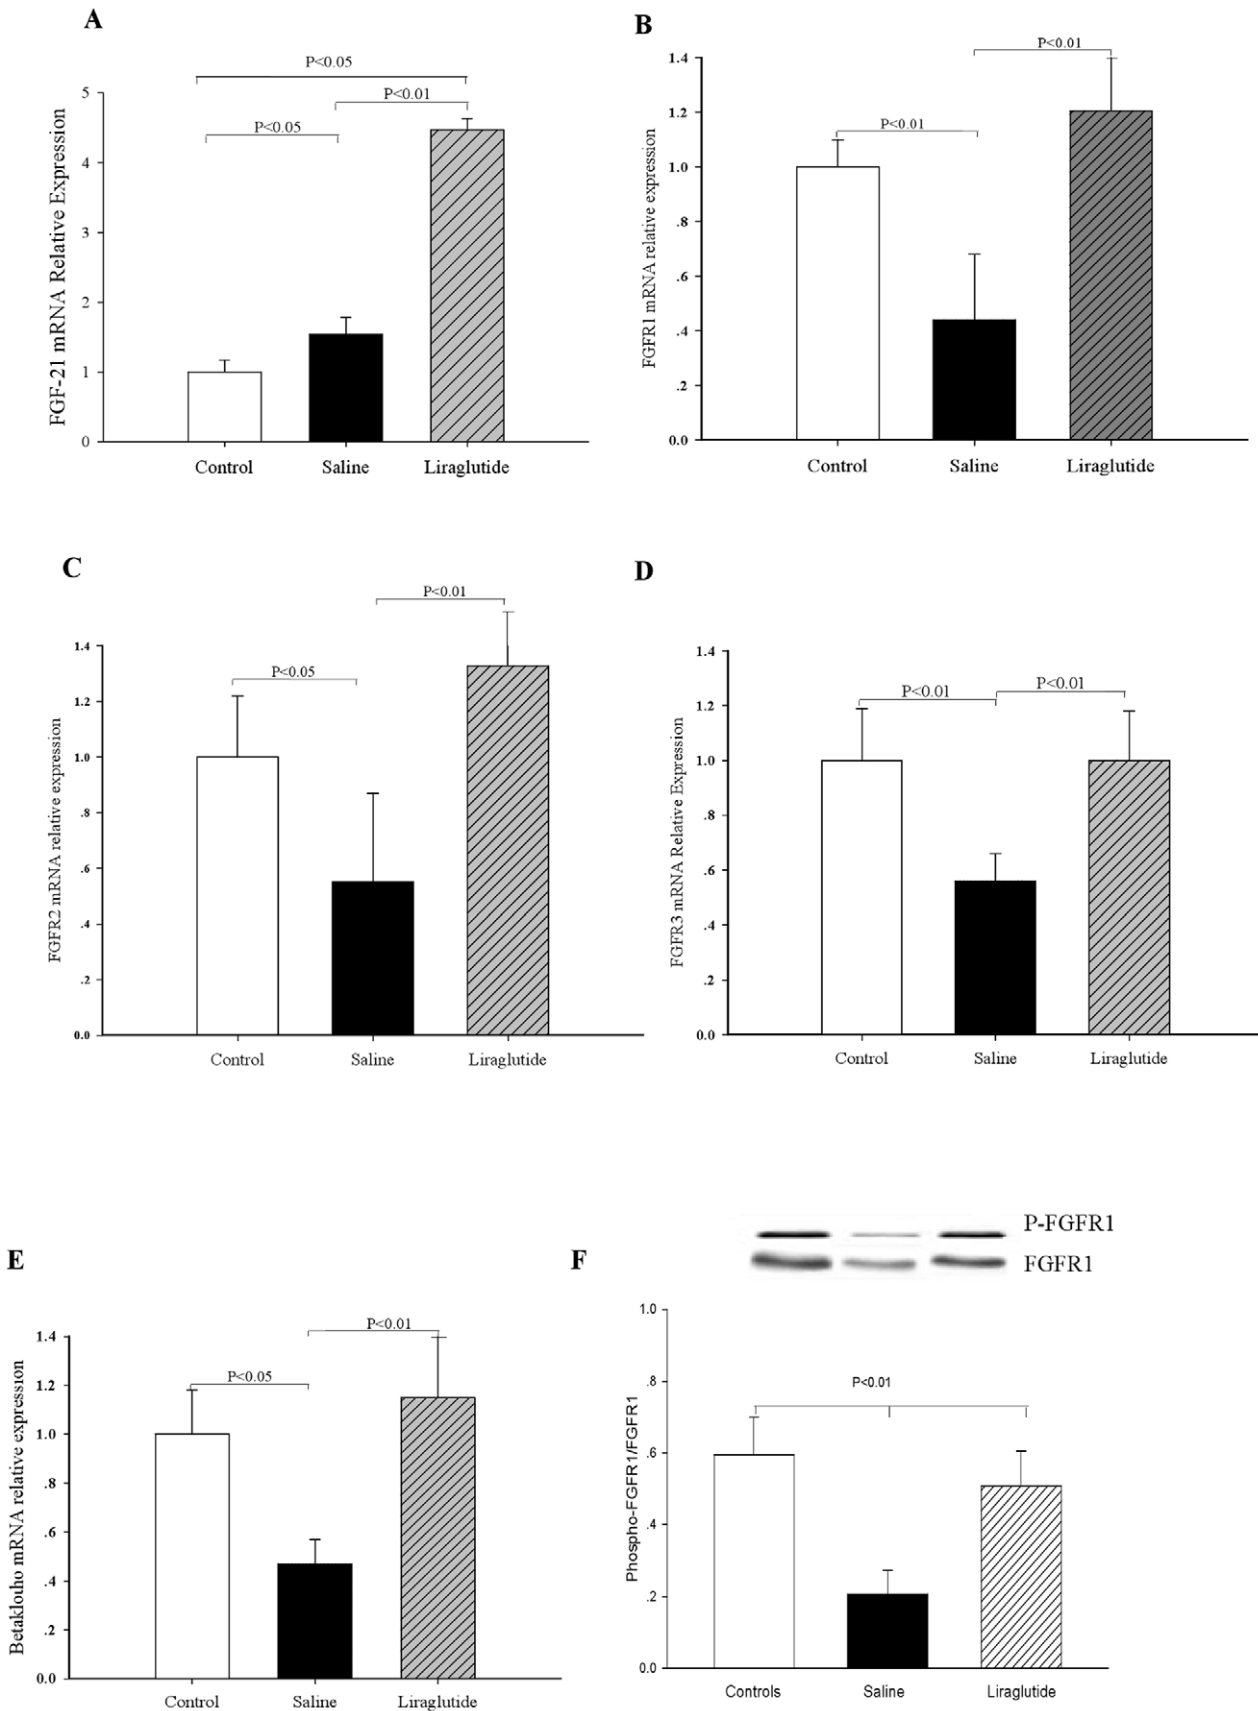 A
P<0.05
P<0.01
P<0.05
5
4
3
2
1
0
FGF-21 mRNA Relative Expression
Control Saline Liraglutide
B
P<0.01
P<0.01
1.4
1.2
1.0
.8
.6
.4
.2
0.0
FGFR1 mRNA relative expression
Control Saline Liraglutide
C
P<0.01
P<0.05
1.4
1.2
1.0
.8
.6
.4
.2
0.0
FGFR2 mRNA relative expression
Control Saline Liraglutide
D
P<0.01 P<0.01
1.4
1.2
1.0
.8
.6
.4
.2
0.0
FGFR3 mRNA Relative Expression
Control Saline Liraglutide
E
P<0.01
P<0.05
1.4
1.2
1.0
.8
.6
.4
.2
0.0
Betaklouho mRNA relative expression
Control Saline Liraglutide
F
P-FGFR1
FGFR1
P<0.01
1.0
.8
.6
.4
.2
0.0
Phospho-FGFR1/FGFR1
Controls Saline Liraglutide